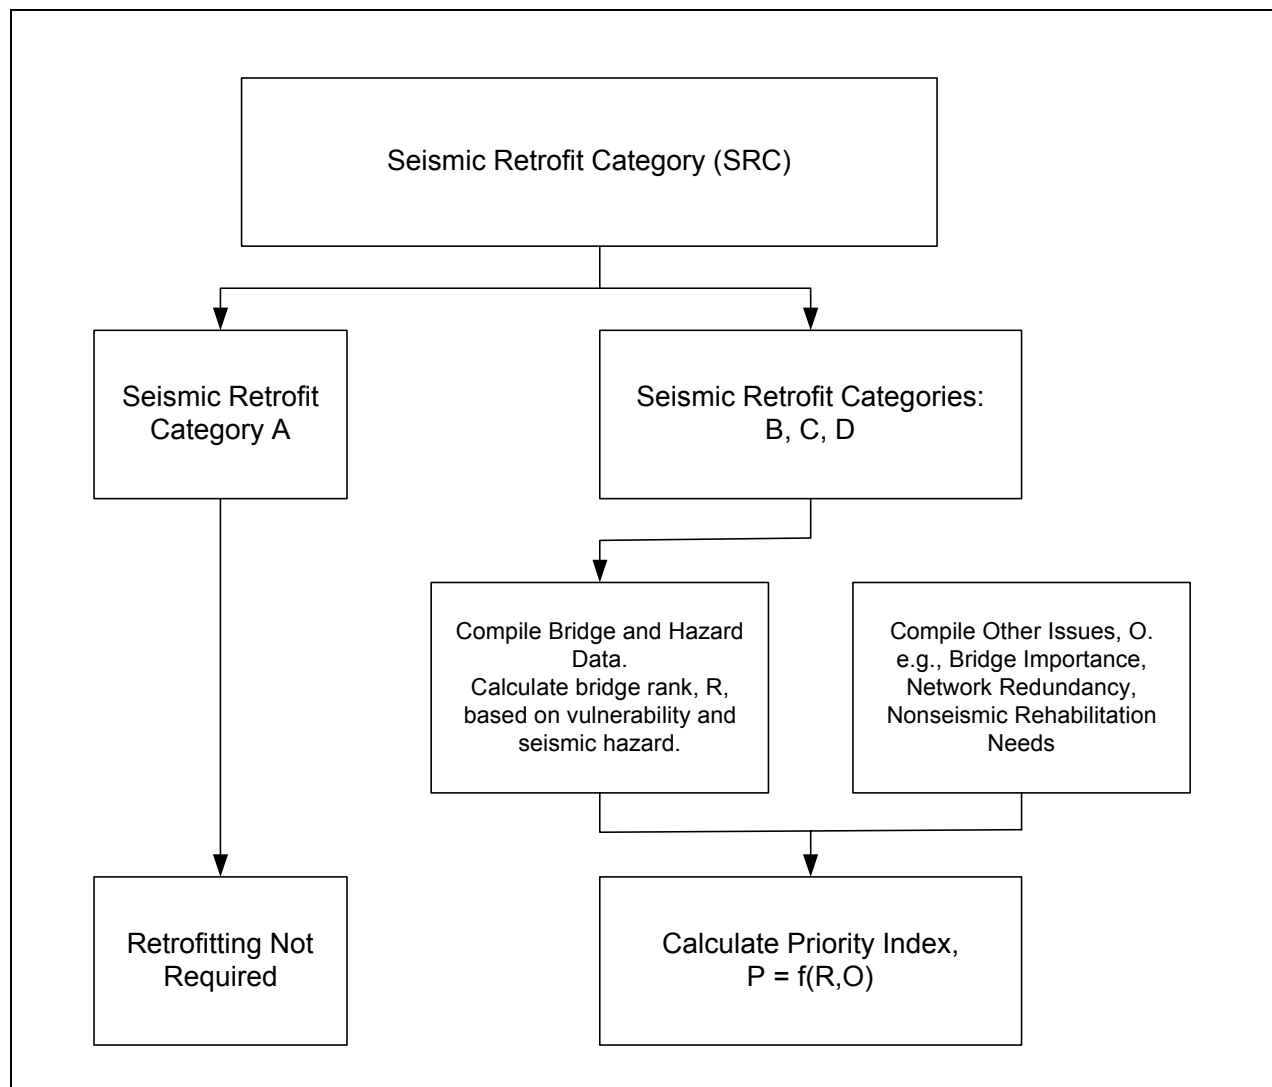 Seismic Retrofit Category (SRC)
Seismic Retrofit
Category A
Seismic Retrofit Categories:
B, C, D
Compile Bridge and Hazard
Data.
Calculate bridge rank, R,
based on vulnerability and
seismic hazard.
Compile Other Issues, O.
e.g., Bridge Importance,
Network Redundancy,
Nonseismic Rehabilitation
Needs
Retrofitting Not
Required
Calculate Priority Index,
P = f(R,O)